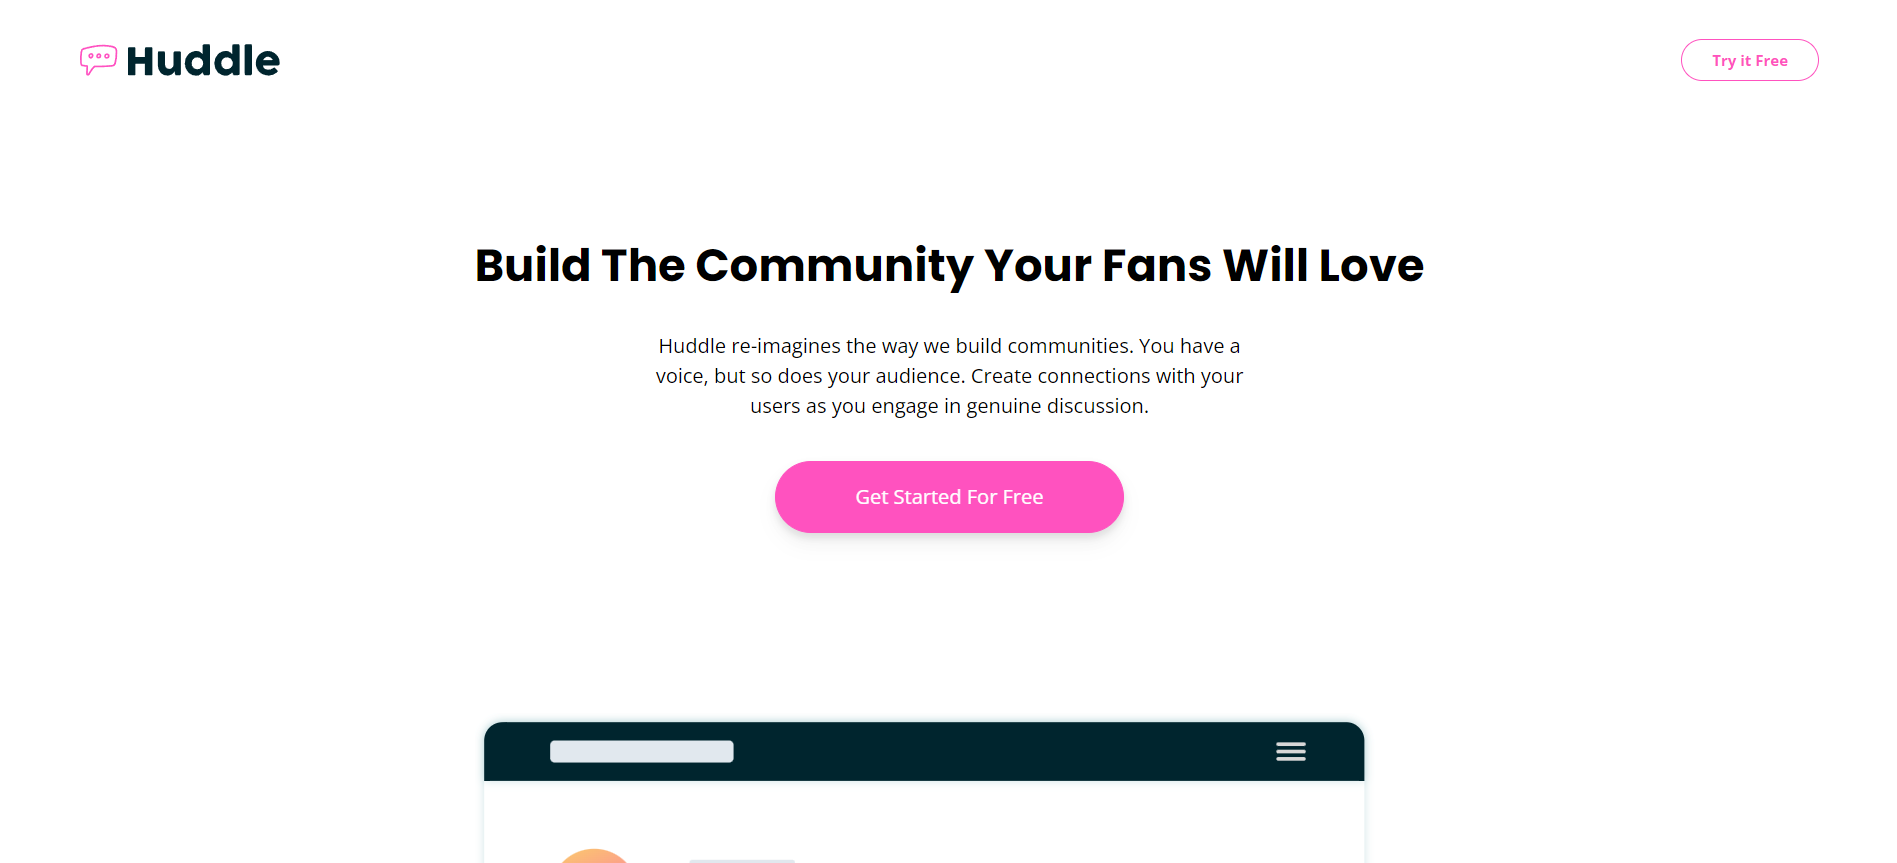 Huddle
Try it Free
Build The Community Your Fans Will Love
Huddle re-imagines the way we build communities. You have a
voice, but so does your audience. Create connections with your
users as you engage in genuine discussion.
Get Started For Free